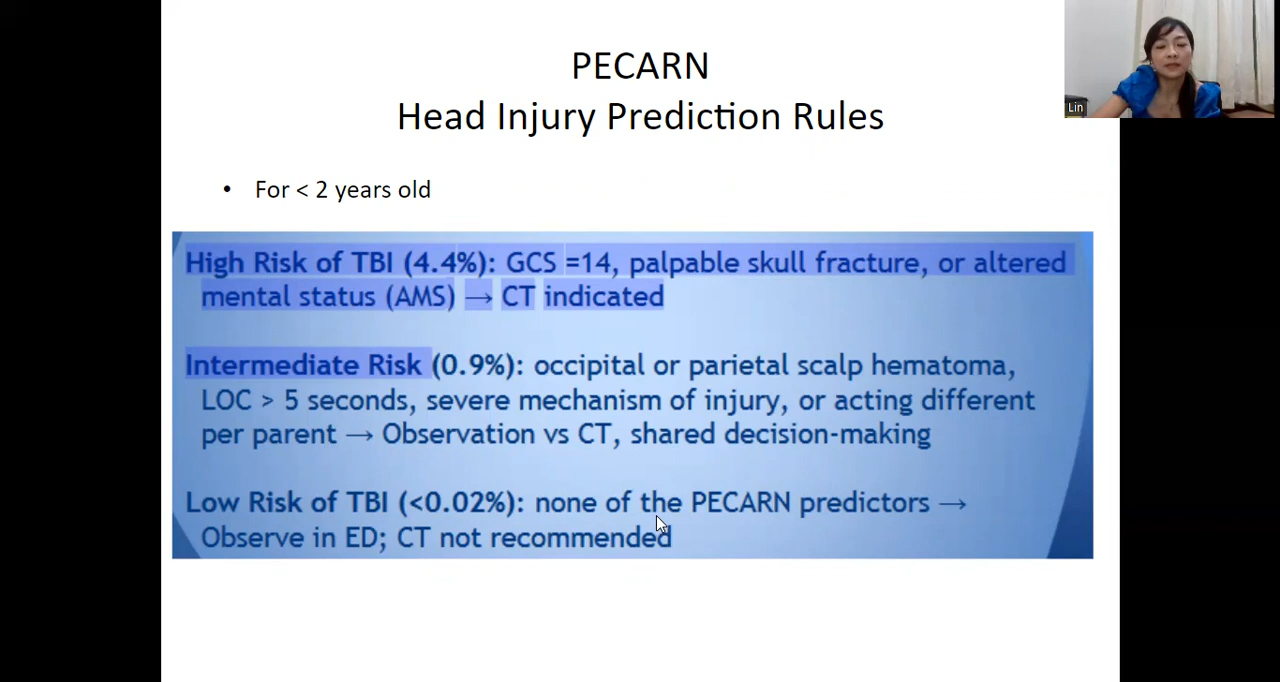 PECARN
Head Injury Prediction Rules
Lin
• For < 2 years old
High Risk of TBI (4.4%): GCS =14, palpable skull fracture, or altered
mental status (AMS) → CT indicated
Intermediate Risk (0.9%): occipital or parietal scalp hematoma,
LOC > 5 seconds, severe mechanism of injury, or acting different
per parent → Observation vs CT, shared decision-making
Low Risk of TBI (<0.02%): none of the PECARN predictors →
Observe in ED; CT not recommended